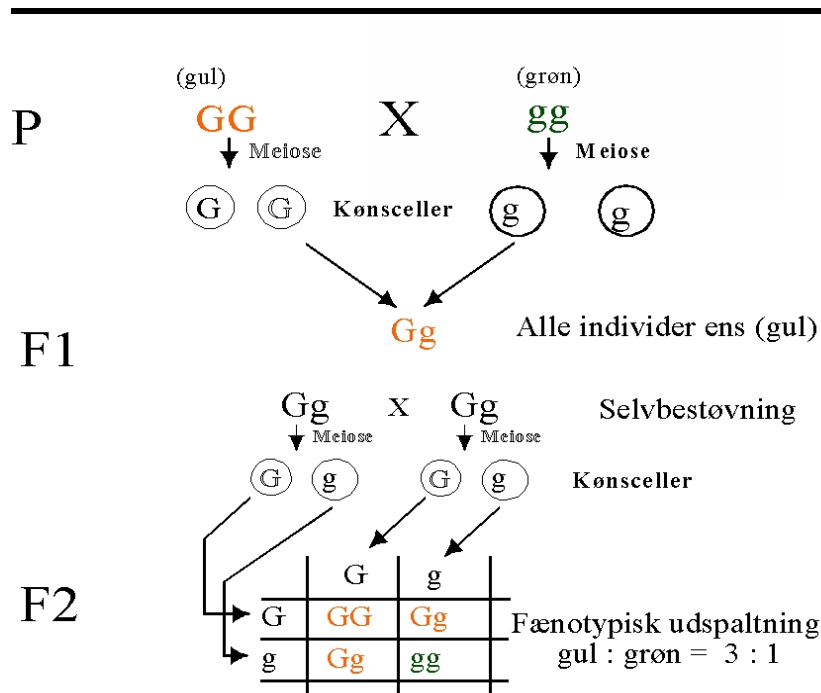 (gul) (grøn)
P GG X gg
Meiose Meiose
G G Kønsceller g g
Gg Alle individer ens (gul)
F1
Gg x Gg Selvbestøvning
Meiose Meiose
G g G g Kønsceller
G g
F2 G GG Gg Fænotypisk udspaltning
g Gg gg gul : grøn = 3 : 1